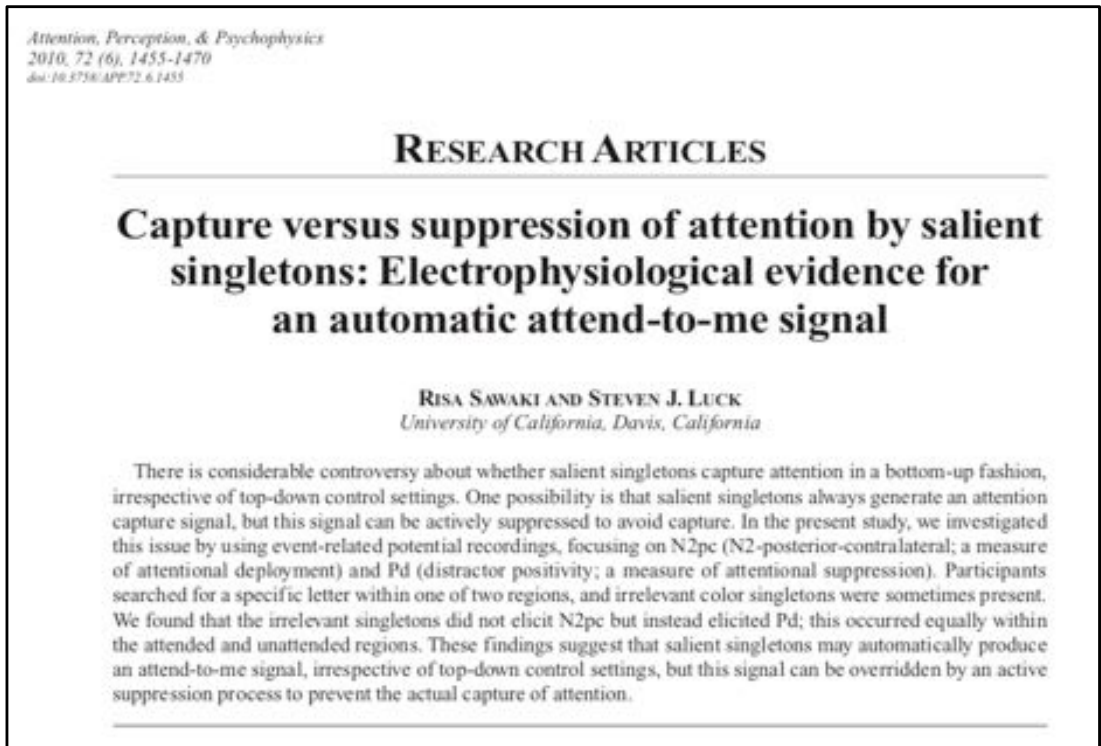 Attention, Perception, & Psychophysics
2010, 72 (6), 1455-1470
doi:10.3758/APP.72.6.1455
RESEARCH ARTICLES
Capture versus suppression of attention by salient
singletons: Electrophysiological evidence for
an automatic attend-to-me signal
RISA SAWAKI AND STEVEN J. LUCK
University of California, Davis, California
There is considerable controversy about whether salient singletons capture attention in a bottom-up fashion,
irrespective of top-down control settings. One possibility is that salient singletons always generate an attention
capture signal, but this signal can be actively suppressed to avoid capture. In the present study, we investigated
this issue by using event-related potential recordings, focusing on N2pc (N2-posterior-contralateral; a measure
of attentional deployment) and Pd (distractor positivity; a measure of attentional suppression). Participants
searched for a specific letter within one of two regions, and irrelevant color singletons were sometimes present.
We found that the irrelevant singletons did not elicit N2pc but instead elicited Pd; this occurred equally within
the attended and unattended regions. These findings suggest that salient singletons may automatically produce
an attend-to-me signal, irrespective of top-down control settings, but this signal can be overridden by an active
suppression process to prevent the actual capture of attention.